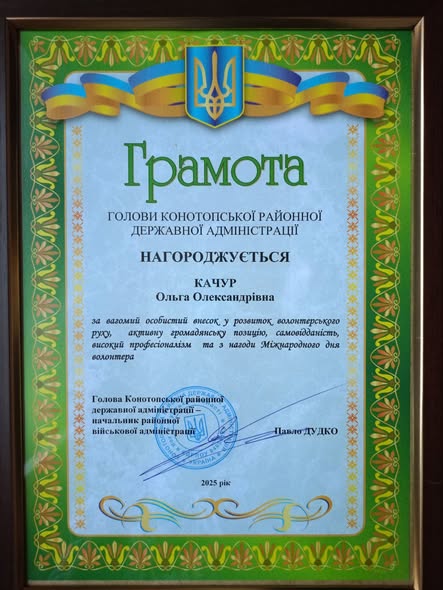 Грамота
ГОЛОВИ КОНОТОПСЬКОЇ РАЙОННОЇ
ДЕРЖАВНОЇ АДМІНІСТРАЦІЇ
НАГОРОДЖУЄТЬСЯ
КАЧУР
Ольга Олександрівна
за вагомий особистий внесок у розвиток волонтерського
руху, активну громадянську позицію, самовідданість,
високий професіоналізм та з нагоди Міжнародного дня
волонтера
Голова Конотопської районної
державної адміністрації –
начальник районної
військової адміністрації
Павло ДУДКО
2025 рік